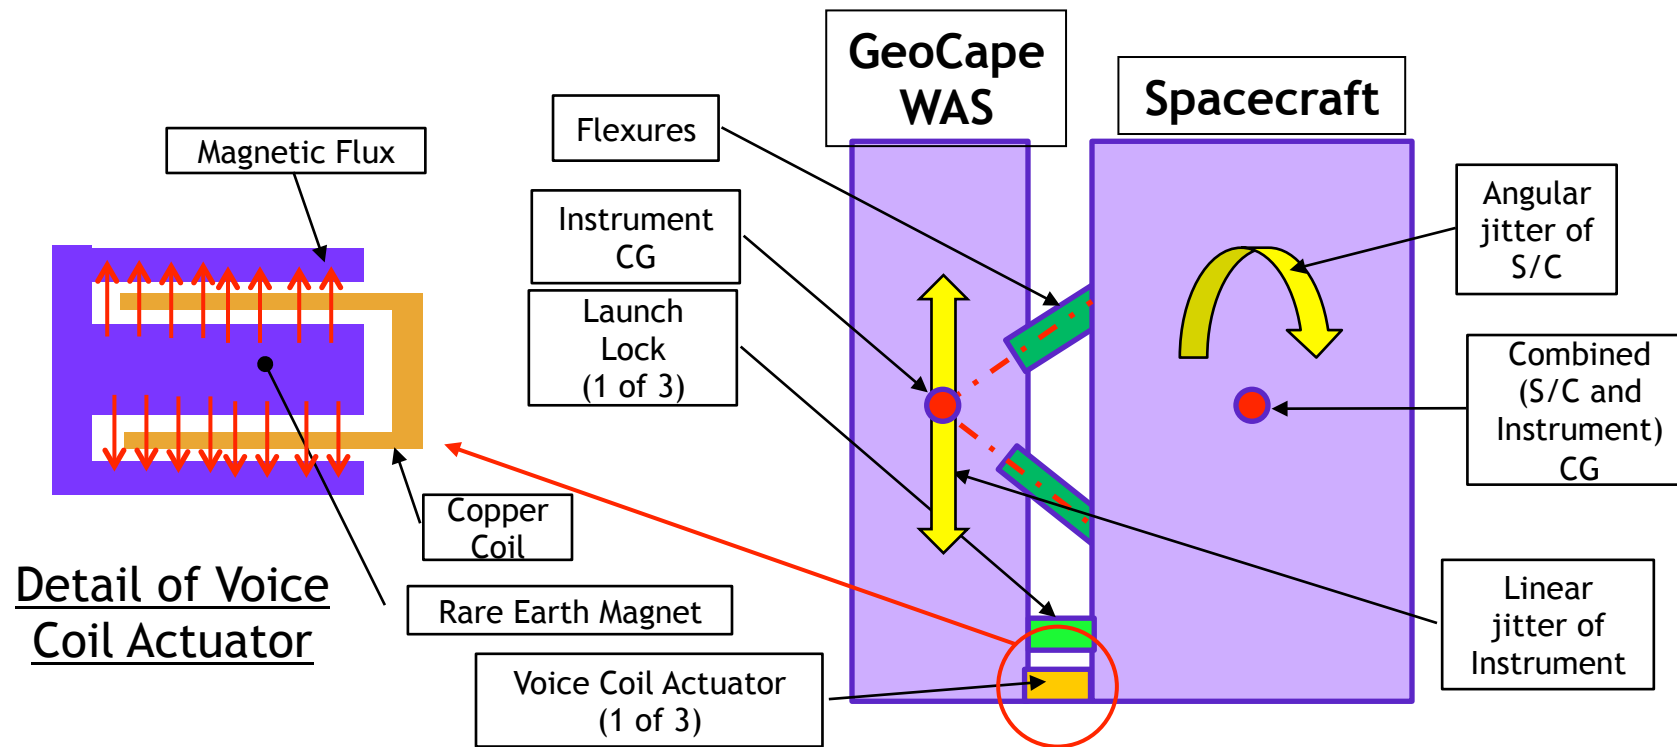 GeoCape
WAS
Spacecraft
Flexures
Magnetic Flux
Instrument
CG
Angular
jitter of
S/C
Launch
Lock
(1 of 3)
Combined
(S/C and
Instrument)
CG
Copper
Coil
Detail of Voice
Coil Actuator
Rare Earth Magnet
Linear
jitter of
Instrument
Voice Coil Actuator
(1 of 3)